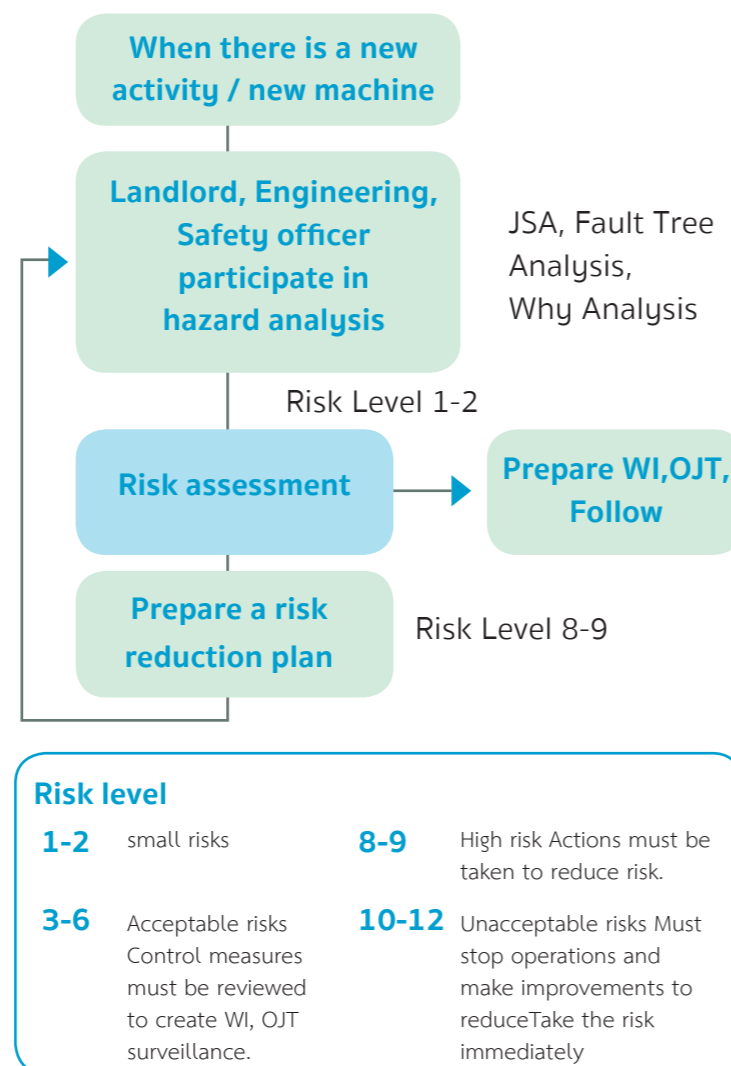 When there is a new
activity / new machine
Landlord, Engineering,
Safety officer
participate in
hazard analysis
JSA, Fault Tree
Analysis,
Why Analysis
Risk Level 1-2
Risk assessment
Prepare WI,OJT,
Follow
Prepare a risk
reduction plan
Risk Level 8-9
Risk level
1-2 small risks
3-6 Acceptable risks
Control measures
must be reviewed
to create WI, OJT
surveillance.
8-9 High risk Actions must be
taken to reduce risk.
10-12 Unacceptable risks Must
stop operations and
make improvements to
reduceTake the risk
immediately